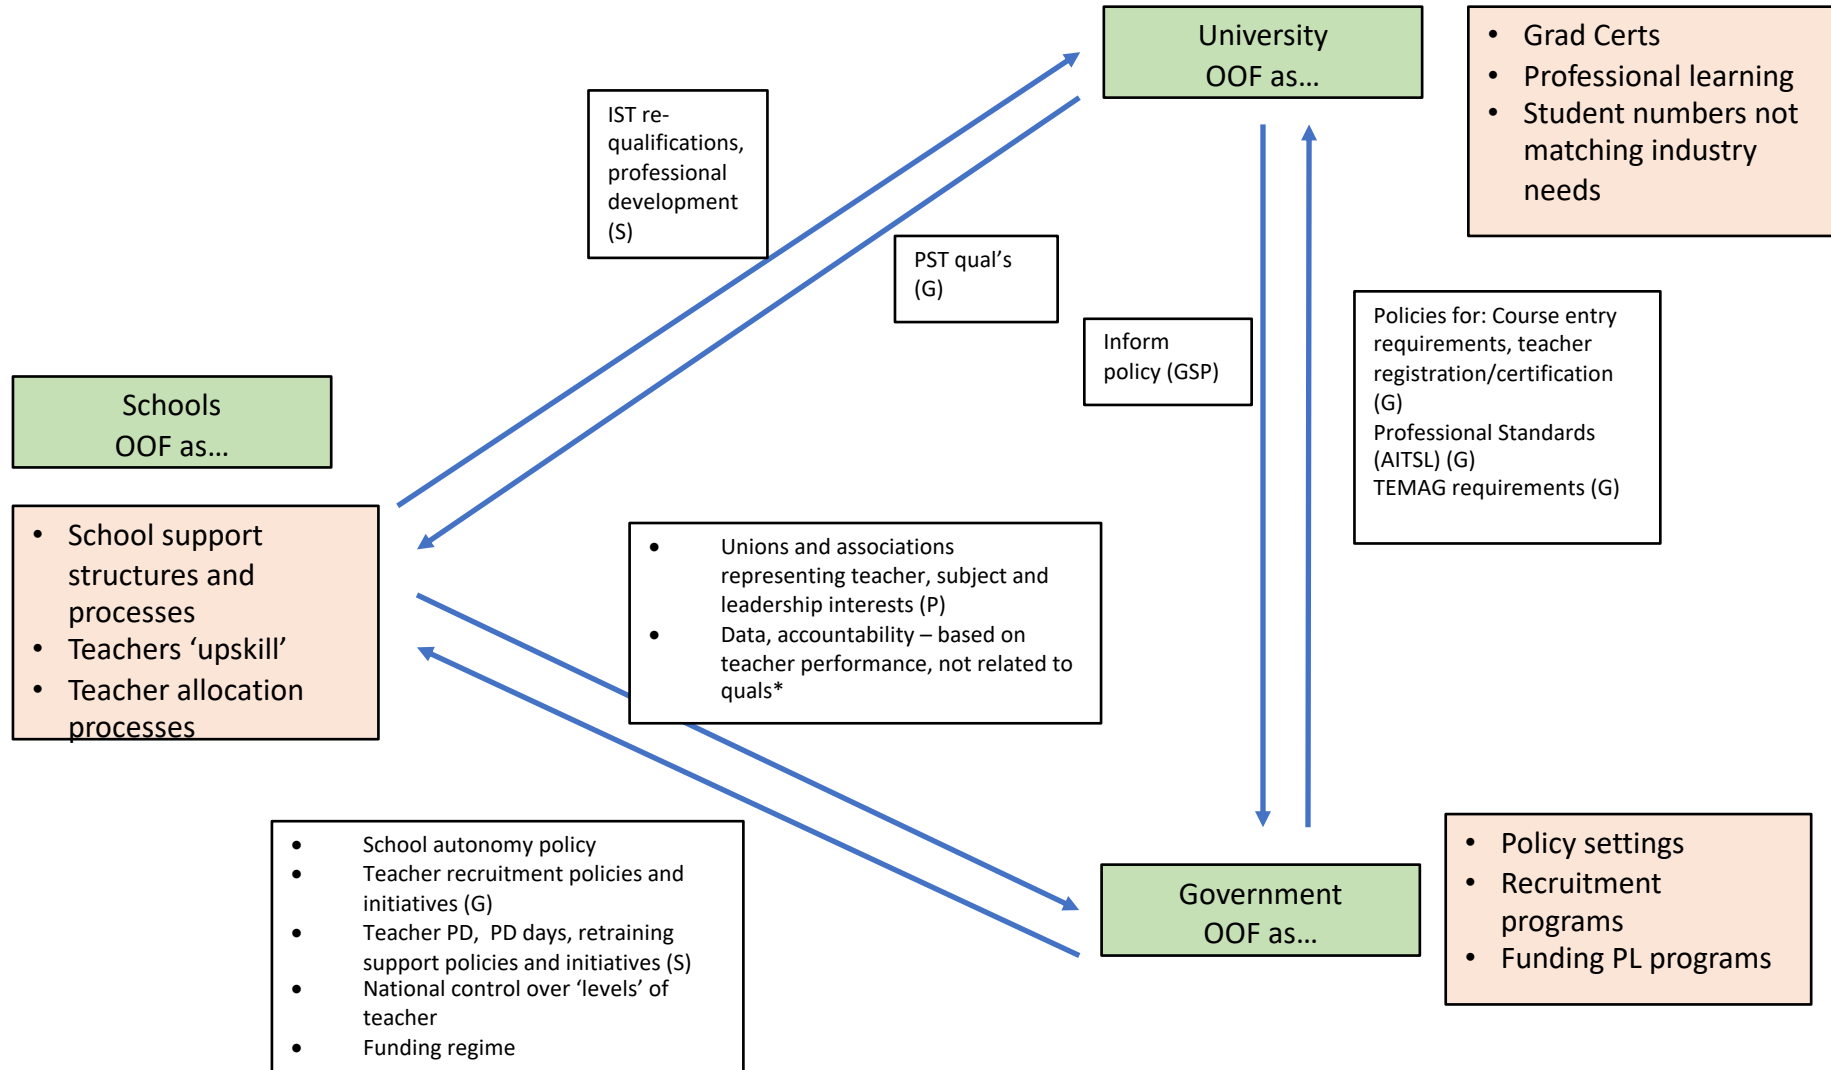 University
OOF as…
• Grad Certs
• Professional learning
• Student numbers not
matching industry
needs
IST re-
qualifications,
professional
development
(S)
PST qual’s
(G)
Inform
policy (GSP)
Policies for: Course entry
requirements, teacher
registration/certification
(G)
Professional Standards
(AITSL) (G)
TEMAG requirements (G)
Schools
OOF as…
• School support
structures and
processes
• Teachers ‘upskill’
• Teacher allocation
processes
• Unions and associations
representing teacher, subject and
leadership interests (P)
• Data, accountability – based on
teacher performance, not related to
quals*
• School autonomy policy
• Teacher recruitment policies and
initiatives (G)
• Teacher PD, PD days, retraining
support policies and initiatives (S)
• National control over ‘levels’ of
teacher
• Funding regime
Government
OOF as…
• Policy settings
• Recruitment
programs
• Funding PL programs